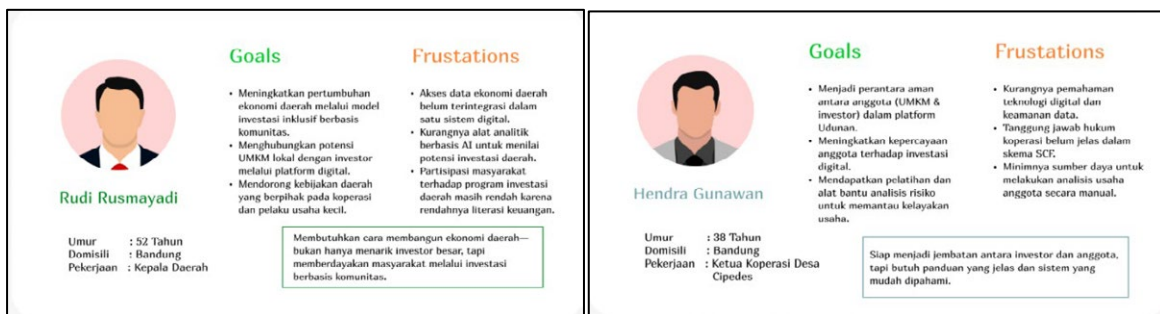 Goals
• Meningkatkan pertumbuhan
ekonomi daerah melalui model
investasi inklusif berbasis
komunitas.
• Menghubungkan potensi
UMKM lokal dengan investor
melalui platform digital.
• Mendorong kebijakan daerah
yang berpihak pada koperasi
dan pelaku usaha kecil.
Frustations
• Akses data ekonomi daerah
belum terintegrasi dalam
satu sistem digital.
• Kurangnya alat analitik
berbasis AI untuk menilai
potensi investasi daerah.
• Partisipasi masyarakat
terhadap program investasi
daerah masih rendah karena
rendahnya literasi keuangan.
Rudi Rusmayadi
Umur : 52 Tahun
Domisili : Bandung
Pekerjaan : Kepala Daerah
Membutuhkan cara membangun ekonomi daerah—
bukan hanya menarik investor besar, tapi
memberdayakan masyarakat melalui investasi
berbasis komunitas.
Goals
• Menjadi perantara aman
antara anggota (UMKM &
investor) dalam platform
Udunan.
• Meningkatkan kepercayaan
anggota terhadap investasi
digital.
• Mendapatkan pelatihan dan
alat bantu analisis risiko
untuk memantau kelayakan
usaha.
Frustations
• Kurangnya pemahaman
teknologi digital dan
keamanan data.
• Tanggung jawab hukum
koperasi belum jelas dalam
skema SCF.
• Minimnya sumber daya untuk
melakukan analisis usaha
anggota secara manual.
Hendra Gunawan
Umur : 38 Tahun
Domisili : Bandung
Pekerjaan : Ketua Koperasi Desa
Cipedes
Siap menjadi jembatan antara investor dan anggota,
tapi butuh panduan yang jelas dan sistem yang
mudah dipahami.